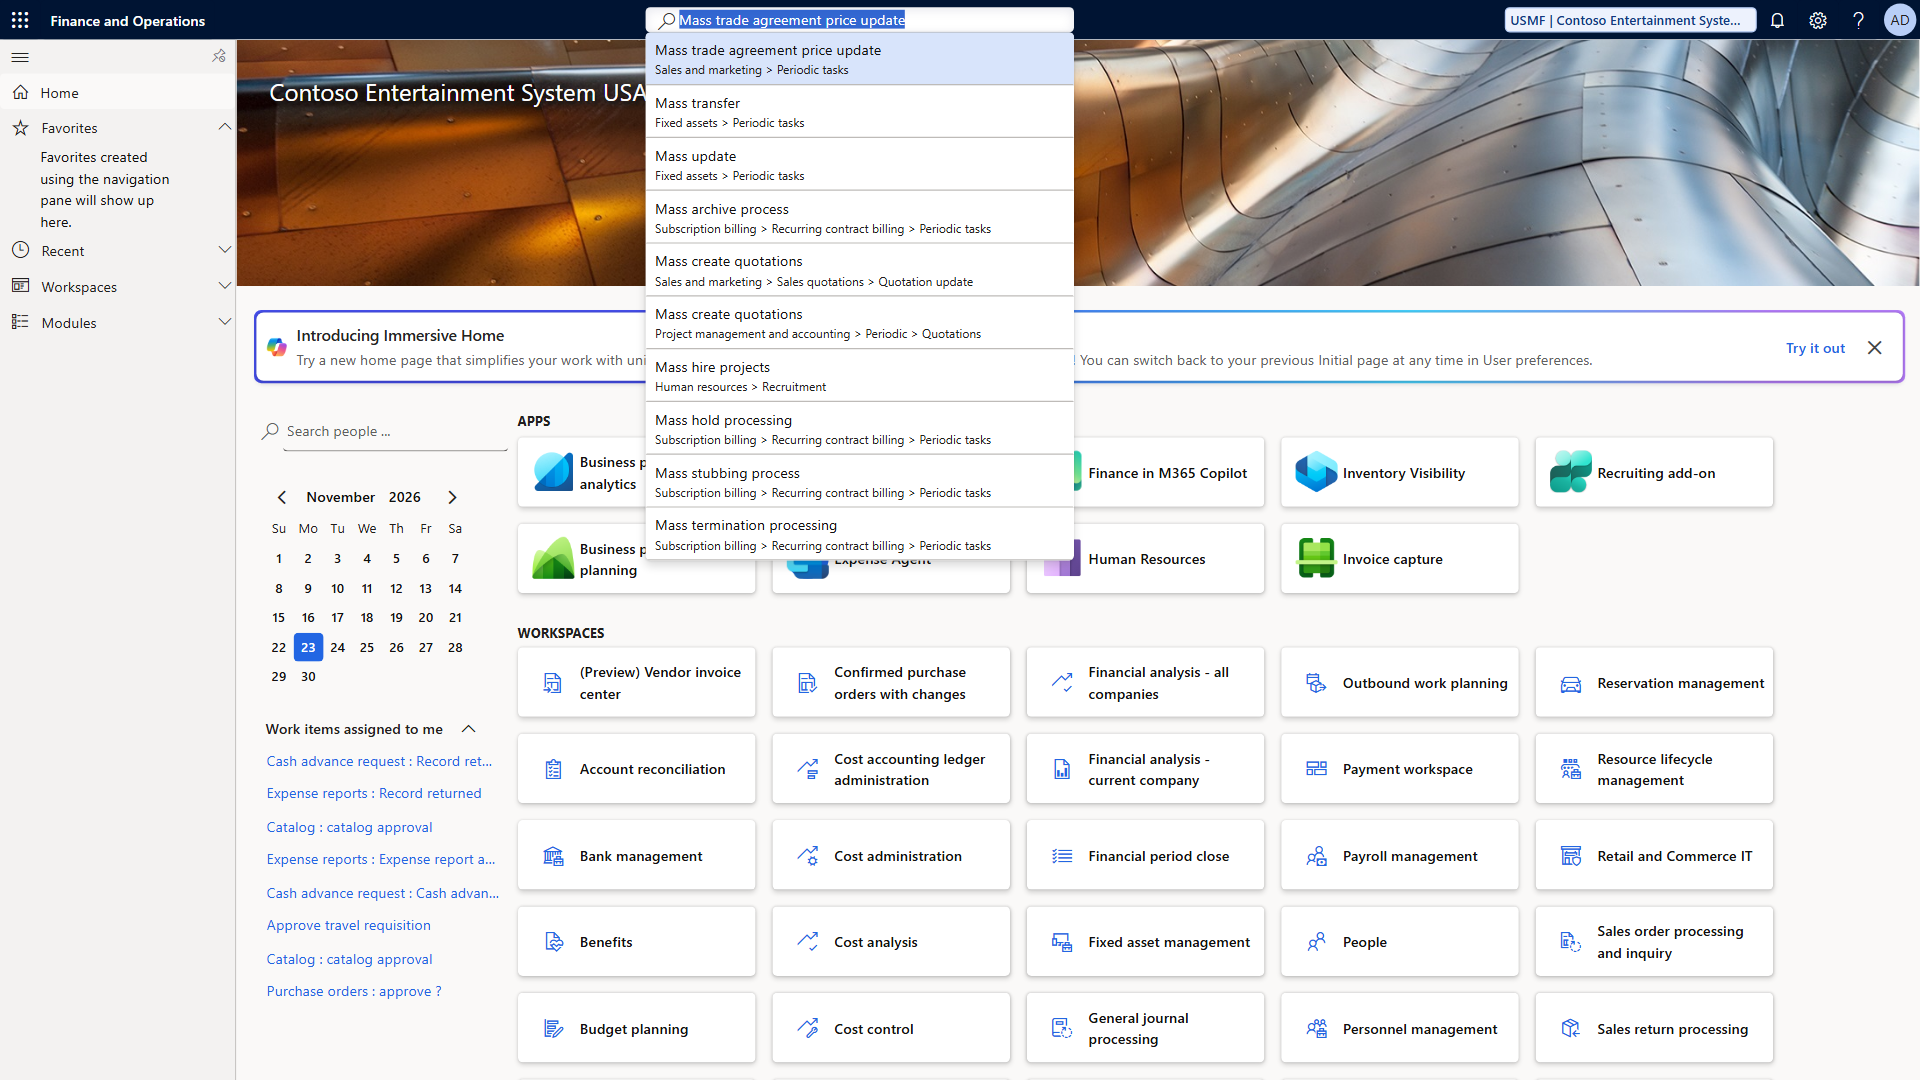 Finance and Operations
Mass trade agreement price update
USMF | Contoso Entertainment Syste...
AD
Mass trade agreement price update
Sales and marketing > Periodic tasks
Mass transfer
Fixed assets > Periodic tasks
Mass update
Fixed assets > Periodic tasks
Mass archive process
Subscription billing > Recurring contract billing > Periodic tasks
Mass create quotations
Sales and marketing > Sales quotations > Quotation update
Mass create quotations
Project management and accounting > Periodic > Quotations
Mass hire projects
Human resources > Recruitment
Mass hold processing
Subscription billing > Recurring contract billing > Periodic tasks
Mass stubbing process
Subscription billing > Recurring contract billing > Periodic tasks
Mass termination processing
Subscription billing > Recurring contract billing > Periodic tasks
Home
Favorites
Favorites created
using the navigation
pane will show up
here.
Recent
Workspaces
Modules
Contoso Entertainment System USA
Introducing Immersive Home
Try a new home page that simplifies your work with
You can switch back to your previous Initial page at any time in User preferences.
Try it out
Search people ...
November 2026
Su Mo Tu We Th Fr Sa
1 2 3 4 5 6 7
8 9 10 11 12 13 14
15 16 17 18 19 20 21
22 23 24 25 26 27 28
29 30
Work items assigned to me
Cash advance request : Record ret...
Expense reports : Record returned
Catalog : catalog approval
Expense reports : Expense report a...
Cash advance request : Cash advan...
Approve travel requisition
Catalog : catalog approval
Purchase orders : approve ?
APPS
Business
analytics
Finance in M365 Copilot
Inventory Visibility
Recruiting add-on
Business
planning
Expense Agent
Human Resources
Invoice capture
WORKSPACES
(Preview) Vendor invoice
center
Confirmed purchase
orders with changes
Financial analysis - all
companies
Outbound work planning
Reservation management
Account reconciliation
Cost accounting ledger
administration
Financial analysis -
current company
Payment workspace
Resource lifecycle
management
Bank management
Cost administration
Financial period close
Payroll management
Retail and Commerce IT
Benefits
Cost analysis
Fixed asset management
People
Sales order processing
and inquiry
Budget planning
Cost control
General journal
processing
Personnel management
Sales return processing